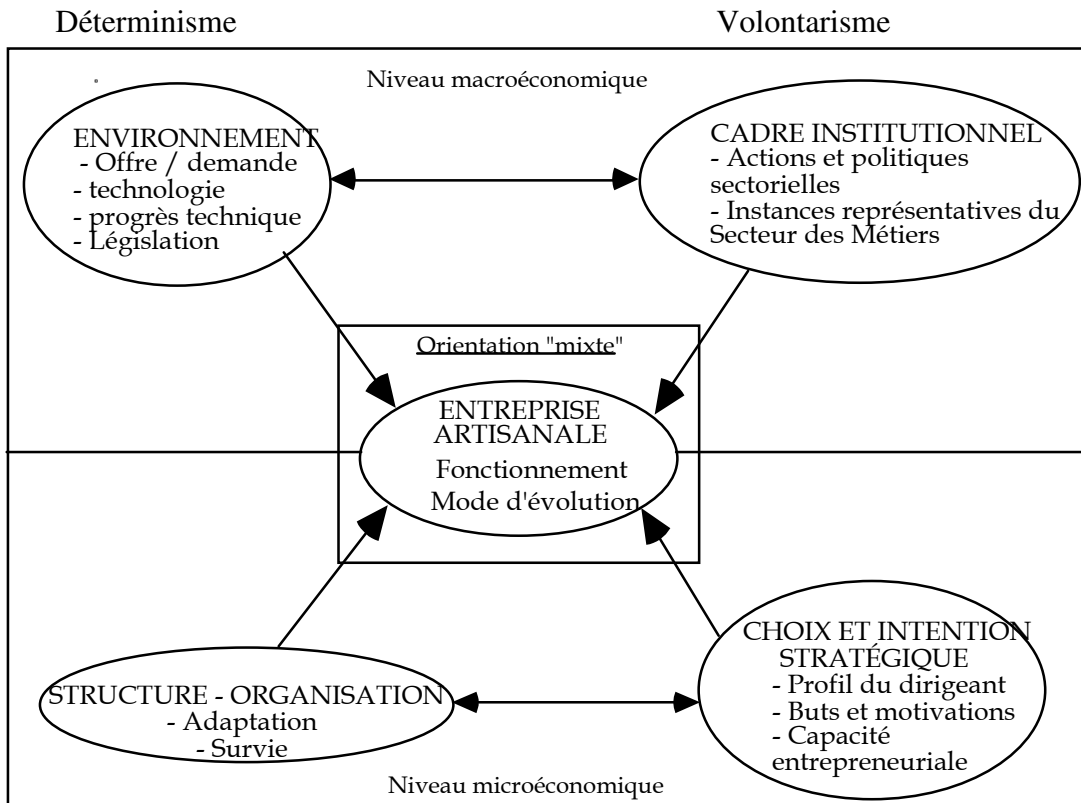 Déterminisme
Volontarisme
Niveau macroéconomique
ENVIRONNEMENT
- Offre / demande
- technologie
- progrès technique
- Législation
CADRE INSTITUTIONNEL
- Actions et politiques
sectorielles
- Instances représentatives du
Secteur des Métiers
Orientation "mixte"
ENTREPRISE
ARTISANALE
Fonctionnement
Mode d'évolution
STRUCTURE - ORGANISATION
- Adaptation
- Survie
CHOIX ET INTENTION
STRATÉGIQUE
- Profil du dirigeant
- Buts et motivations
- Capacité
entrepreneuriale
Niveau microéconomique